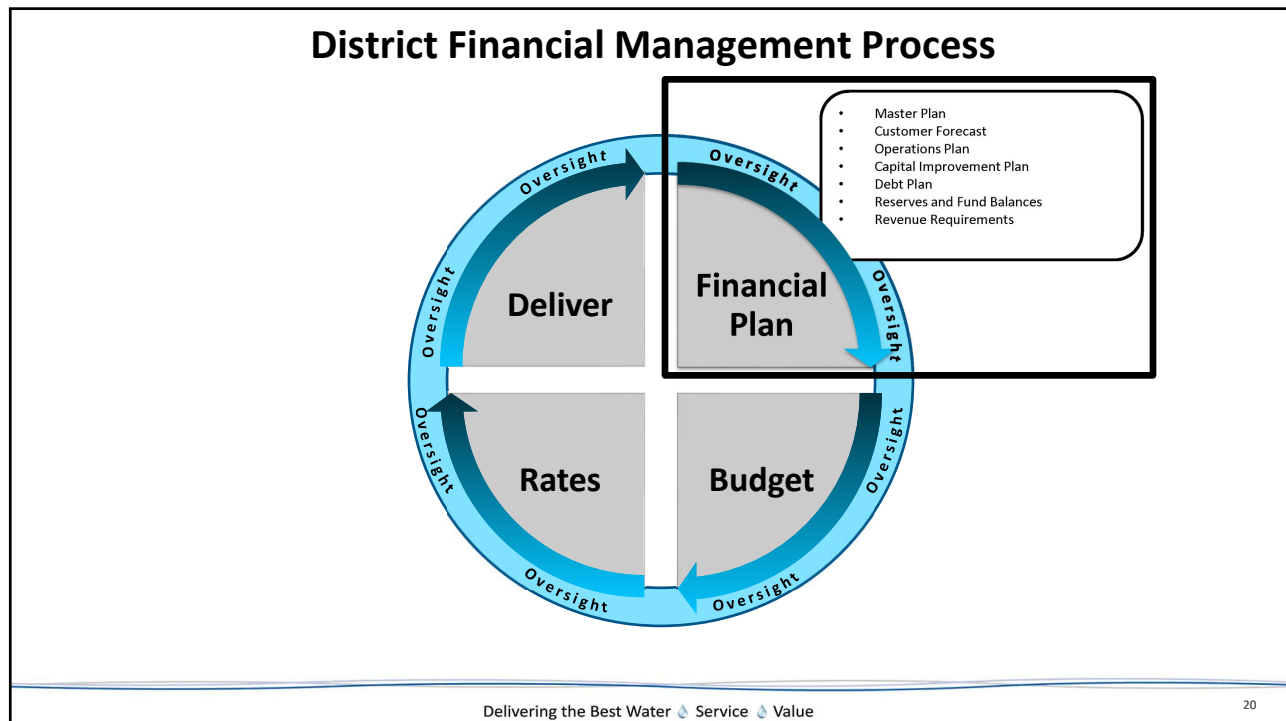 District Financial Management Process
• Master Plan
• Customer Forecast
• Operations Plan
• Capital Improvement Plan
• Debt Plan
• Reserves and Fund Balances
• Revenue Requirements
Oversight
Oversight
Oversight
Oversight
Deliver
Financial
Plan
Rates
Budget
Oversight
Oversight
Oversight
Oversight
Delivering the Best Water Service Value
20